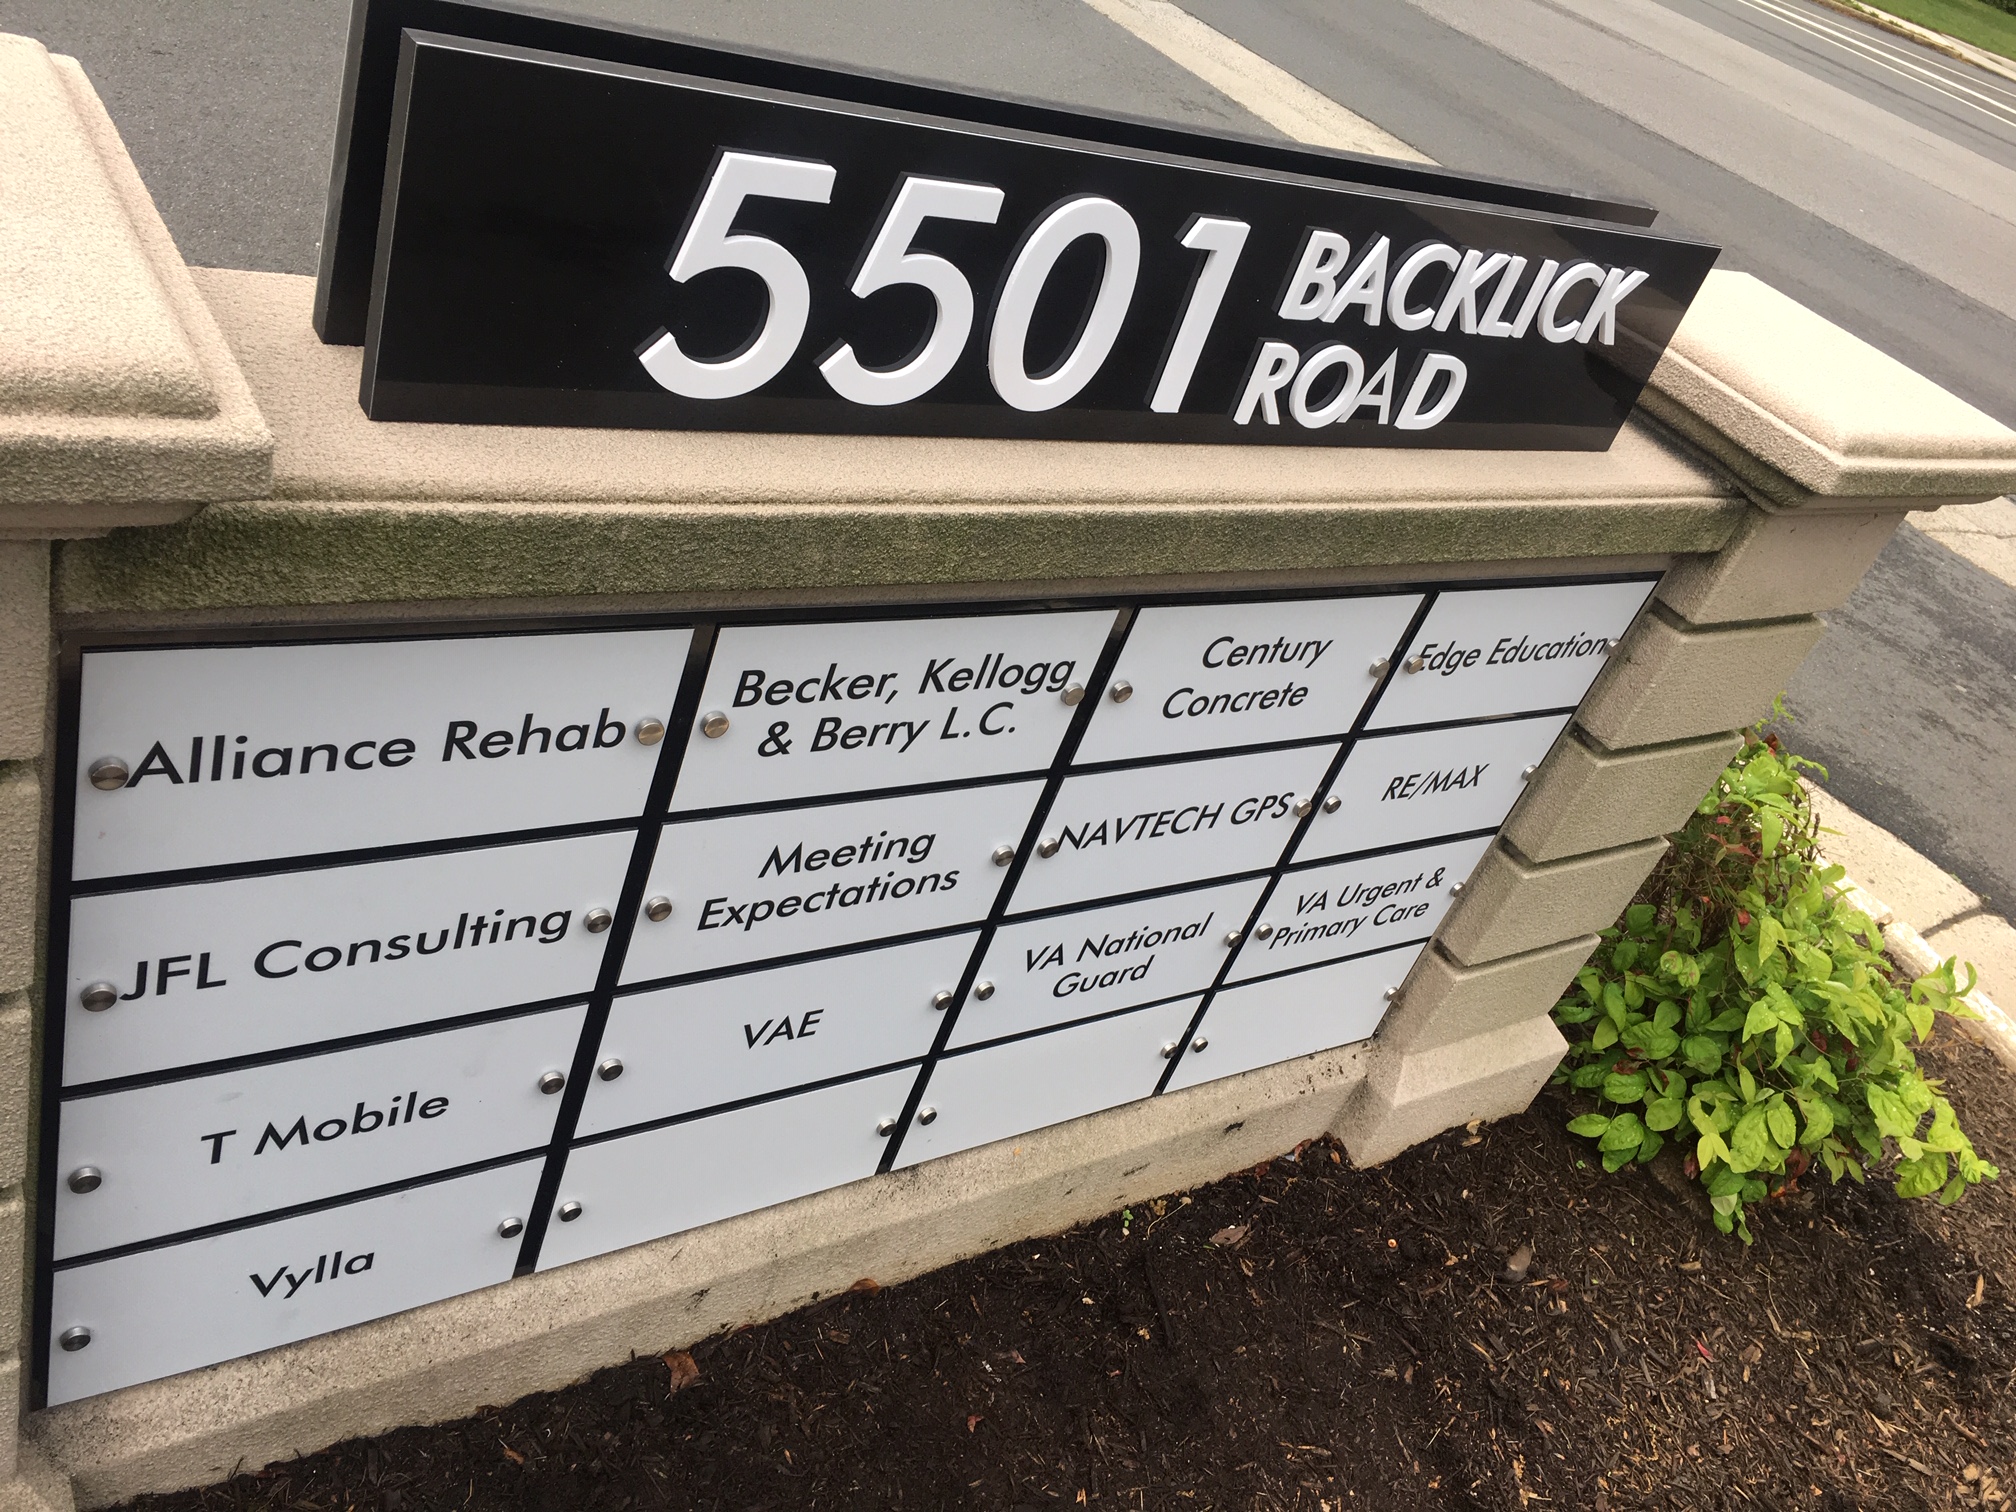 5501 BACKLICK
ROAD
Alliance Rehab
Becker, Kellogg
& Berry L.C.
Century
Concrete
Edge Education
JFL Consulting
Meeting
Expectations
NAVTECH GPS
RE/MAX
T Mobile
VAE
VA National
Guard
VA Urgent &
Primary Care
Vylla